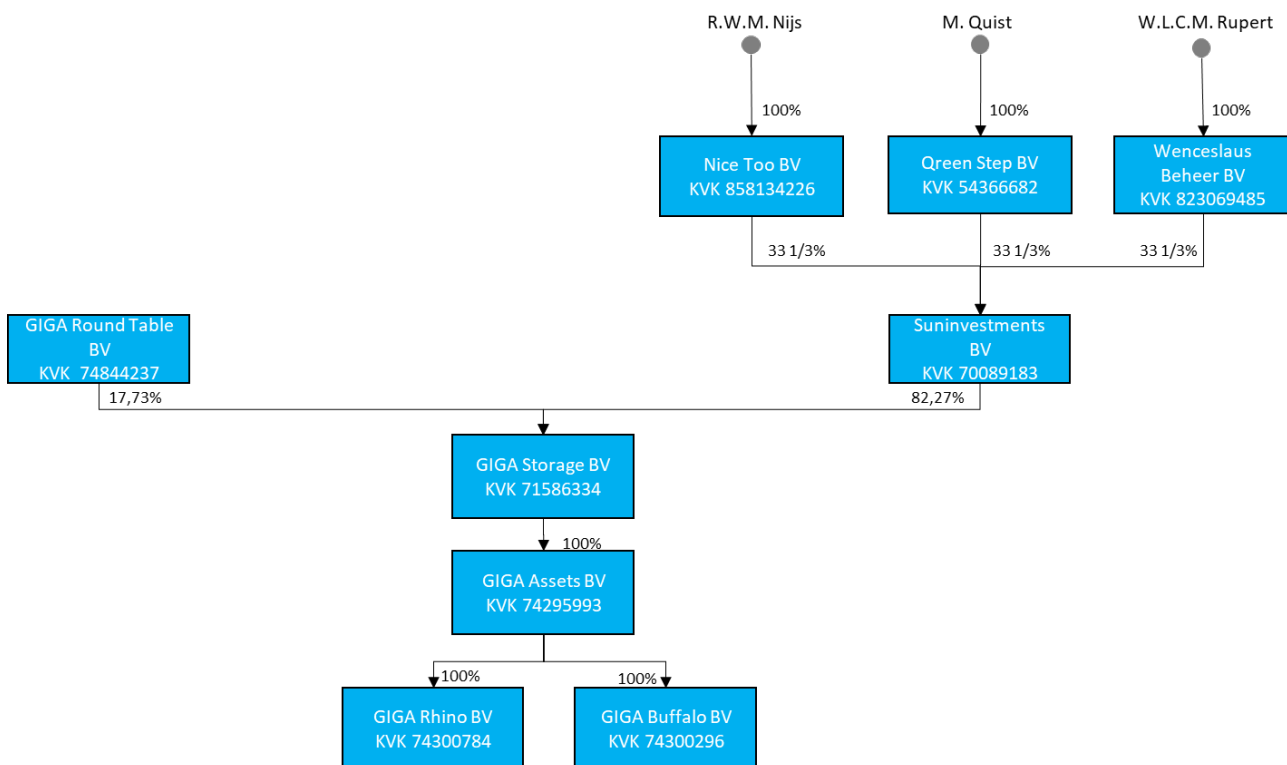 R.W.M. Nijs
M. Quist
W.L.C.M. Rupert
100%
100%
100%
Nice Too BV
KVK 858134226
Qreen Step BV
KVK 54366682
Wenceslaus
Beheer BV
KVK 823069485
33 1/3%
33 1/3%
33 1/3%
GIGA Round Table
BV
KVK 74844237
Suninvestments
BV
KVK 70089183
17,73%
82,27%
GIGA Storage BV
KVK 71586334
100%
GIGA Assets BV
KVK 74295993
100%
100%
GIGA Rhino BV
KVK 74300784
GIGA Buffalo BV
KVK 74300296